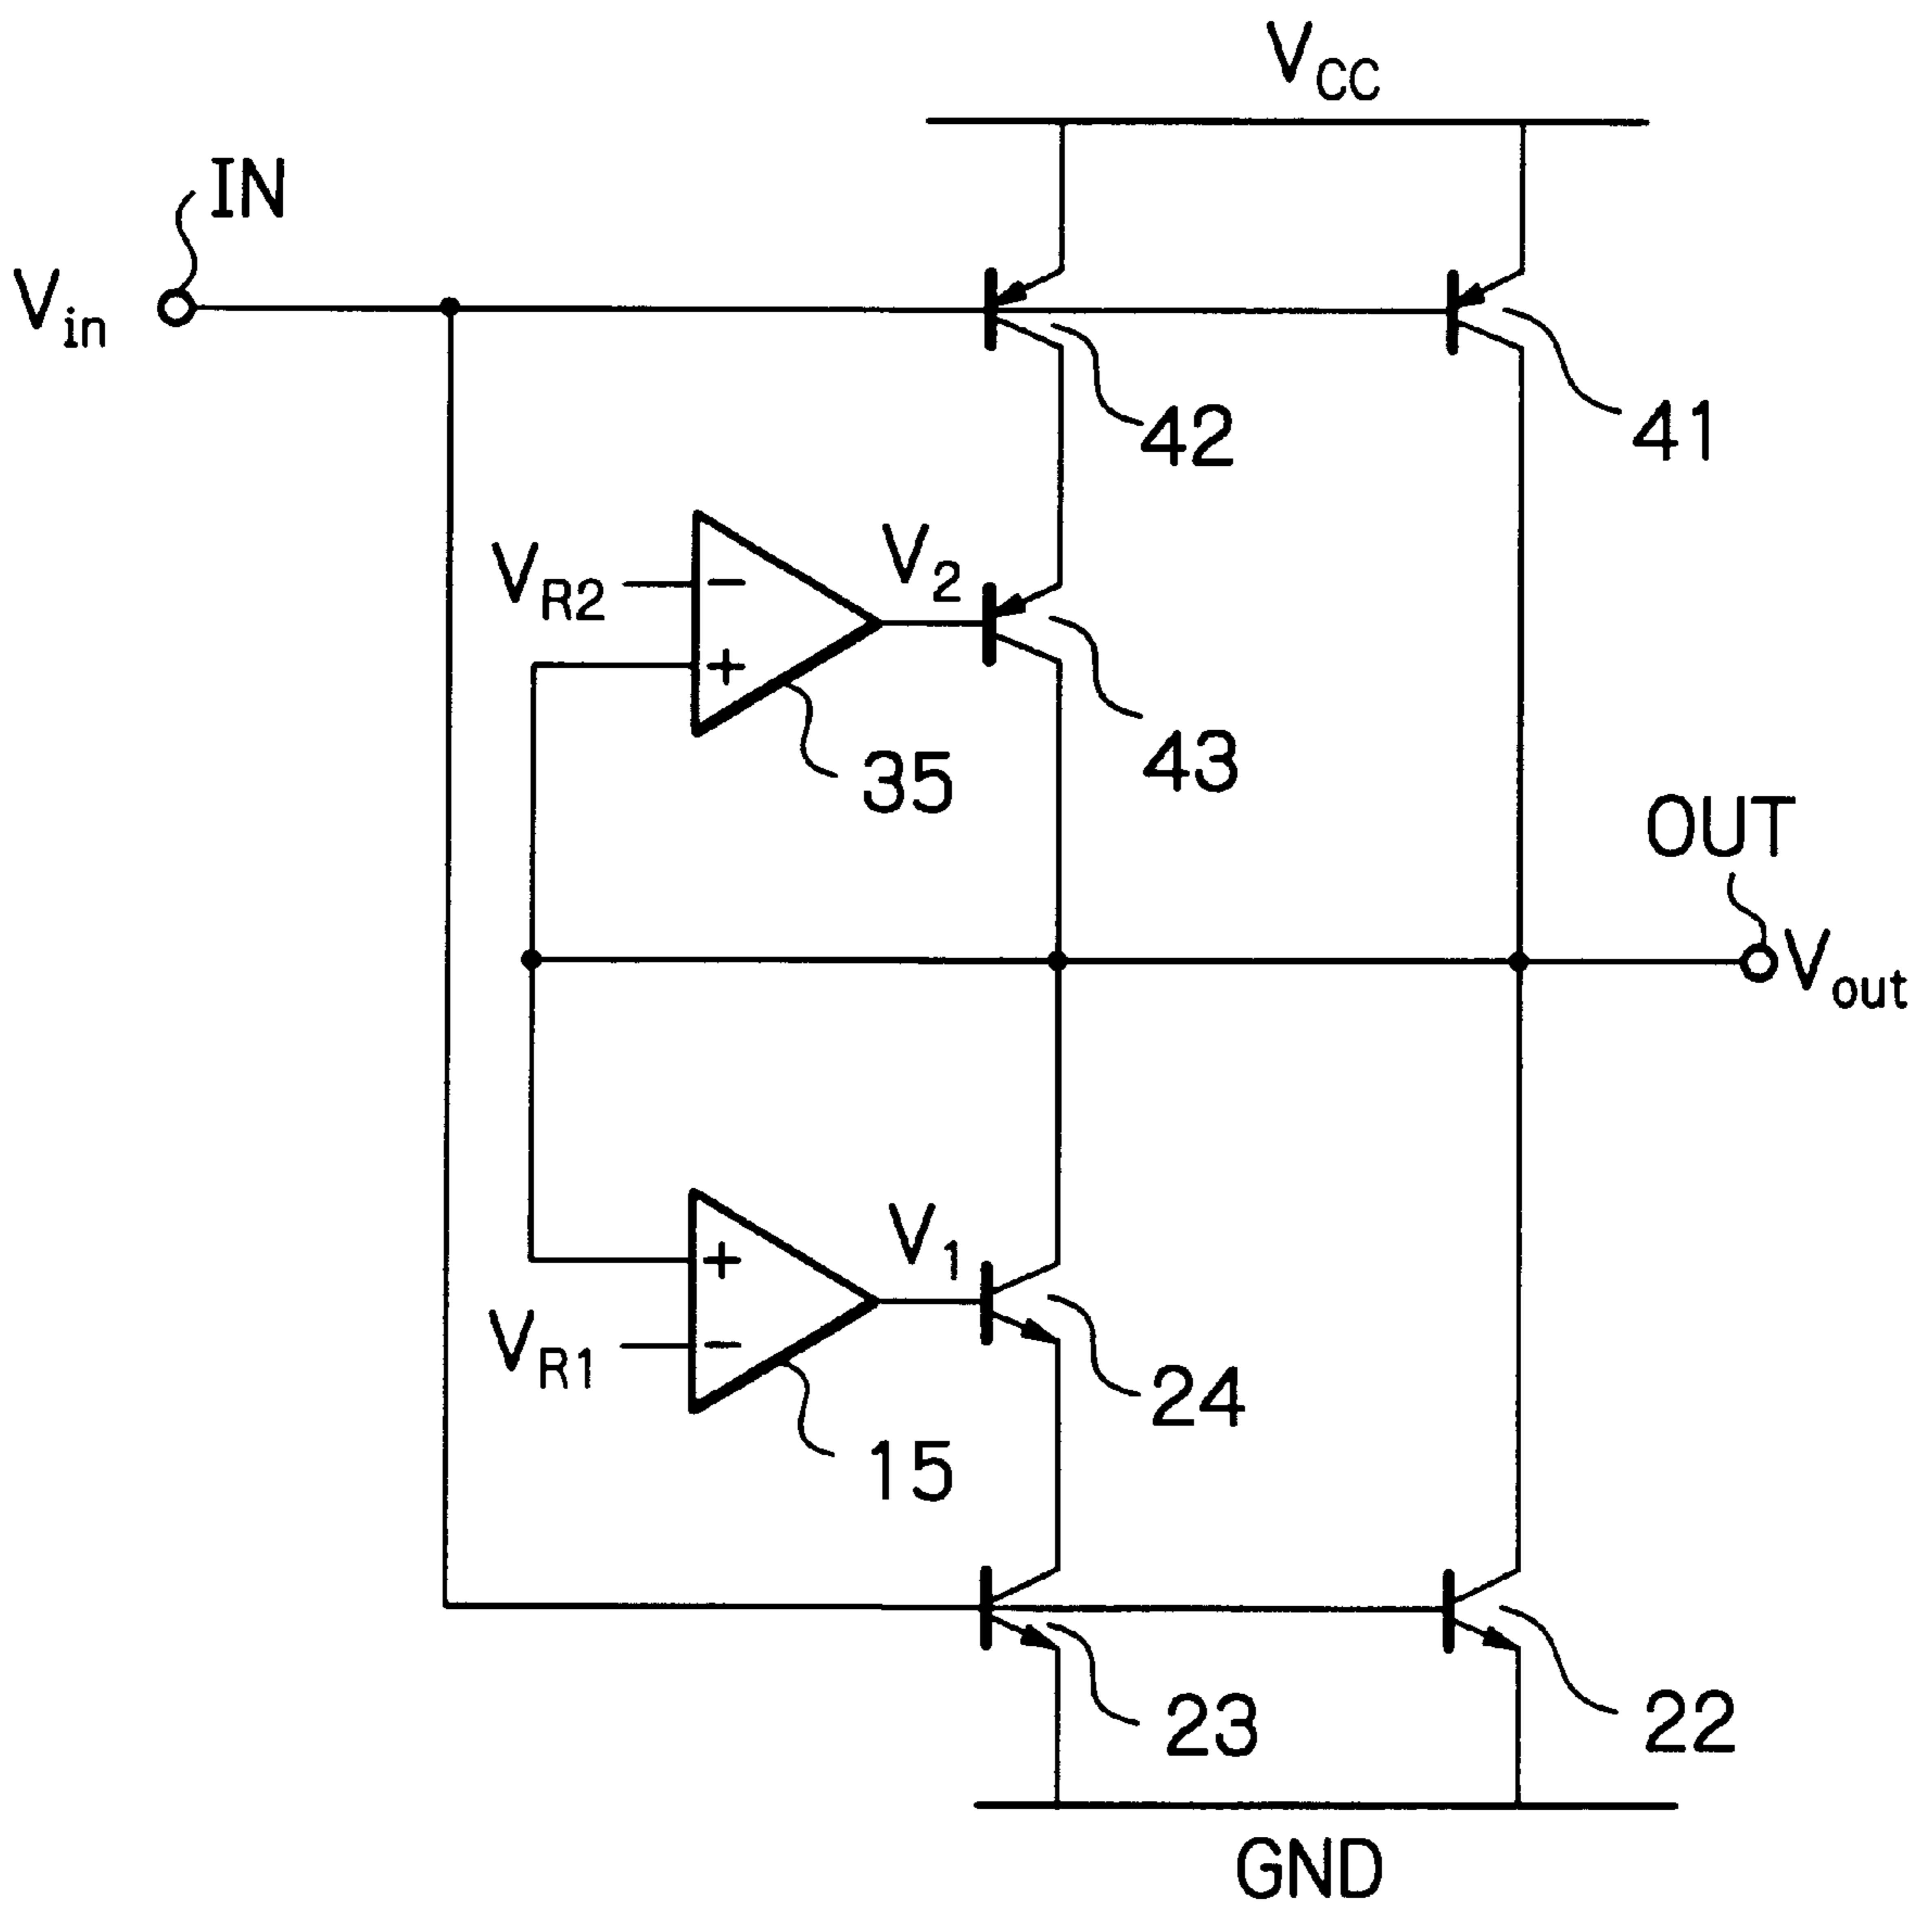 VCC
IN
Vin
42
41
VR2
−
V2
+
43
35
OUT
Vout
V1
+
VR1
−
24
15
23
22
GND